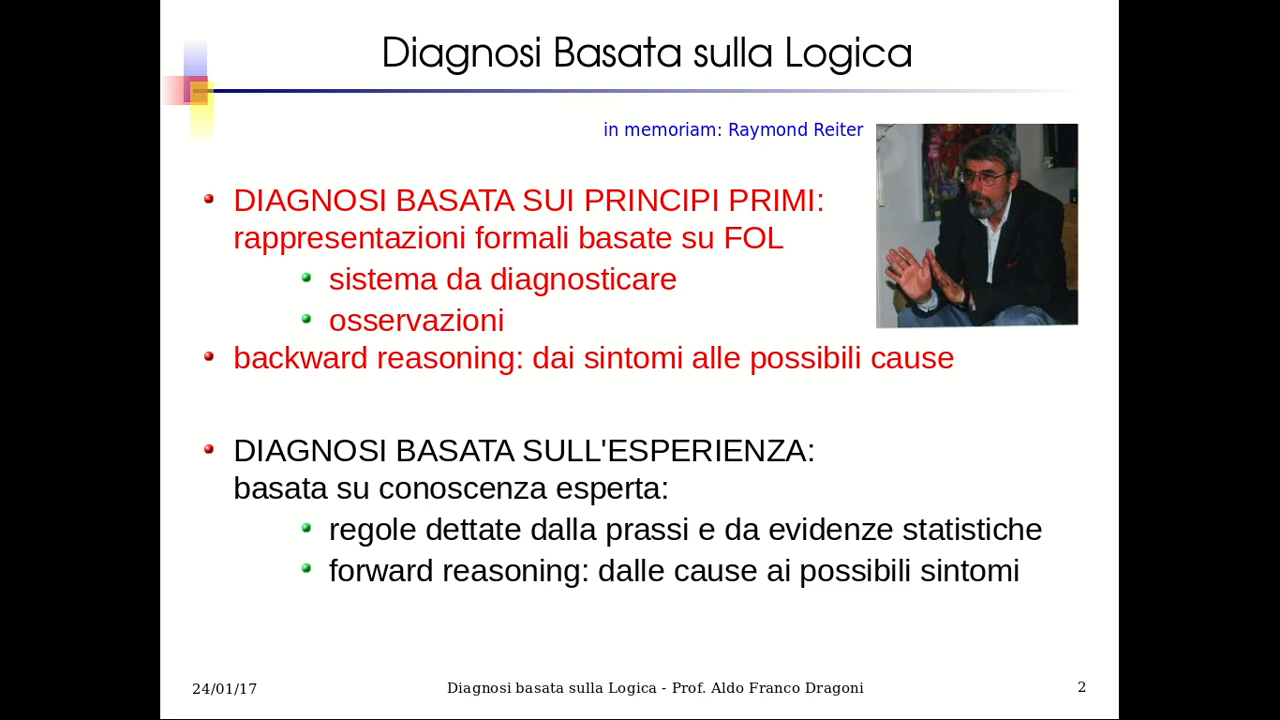 Diagnosi Basata sulla Logica
in memoriam: Raymond Reiter
DIAGNOSI BASATA SUI PRINCIPI PRIMI:
rappresentazioni formali basate su FOL
sistema da diagnosticare
osservazioni
backward reasoning: dai sintomi alle possibili cause
DIAGNOSI BASATA SULL'ESPERIENZA:
basata su conoscenza esperta:
regole dettate dalla prassi e da evidenze statistiche
forward reasoning: dalle cause ai possibili sintomi
24/01/17
Diagnosi basata sulla Logica - Prof. Aldo Franco Dragoni
2